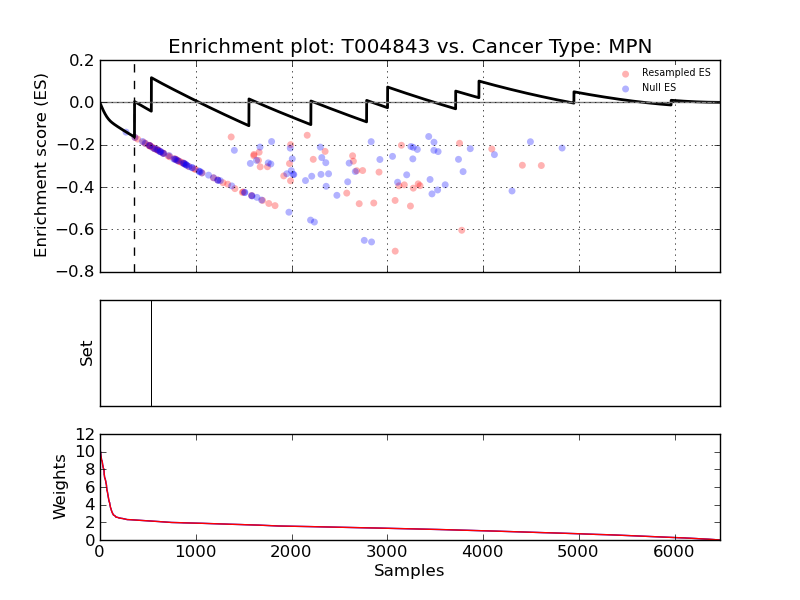 Enrichment plot: T004843 vs. Cancer Type: MPN
Enrichment score (ES)
0.2
0.0
−0.2
−0.4
−0.6
−0.8
Resampled ES
Null ES
Set
Weights
12
10
8
6
4
2
0
0 1000 2000 3000 4000 5000 6000
Samples